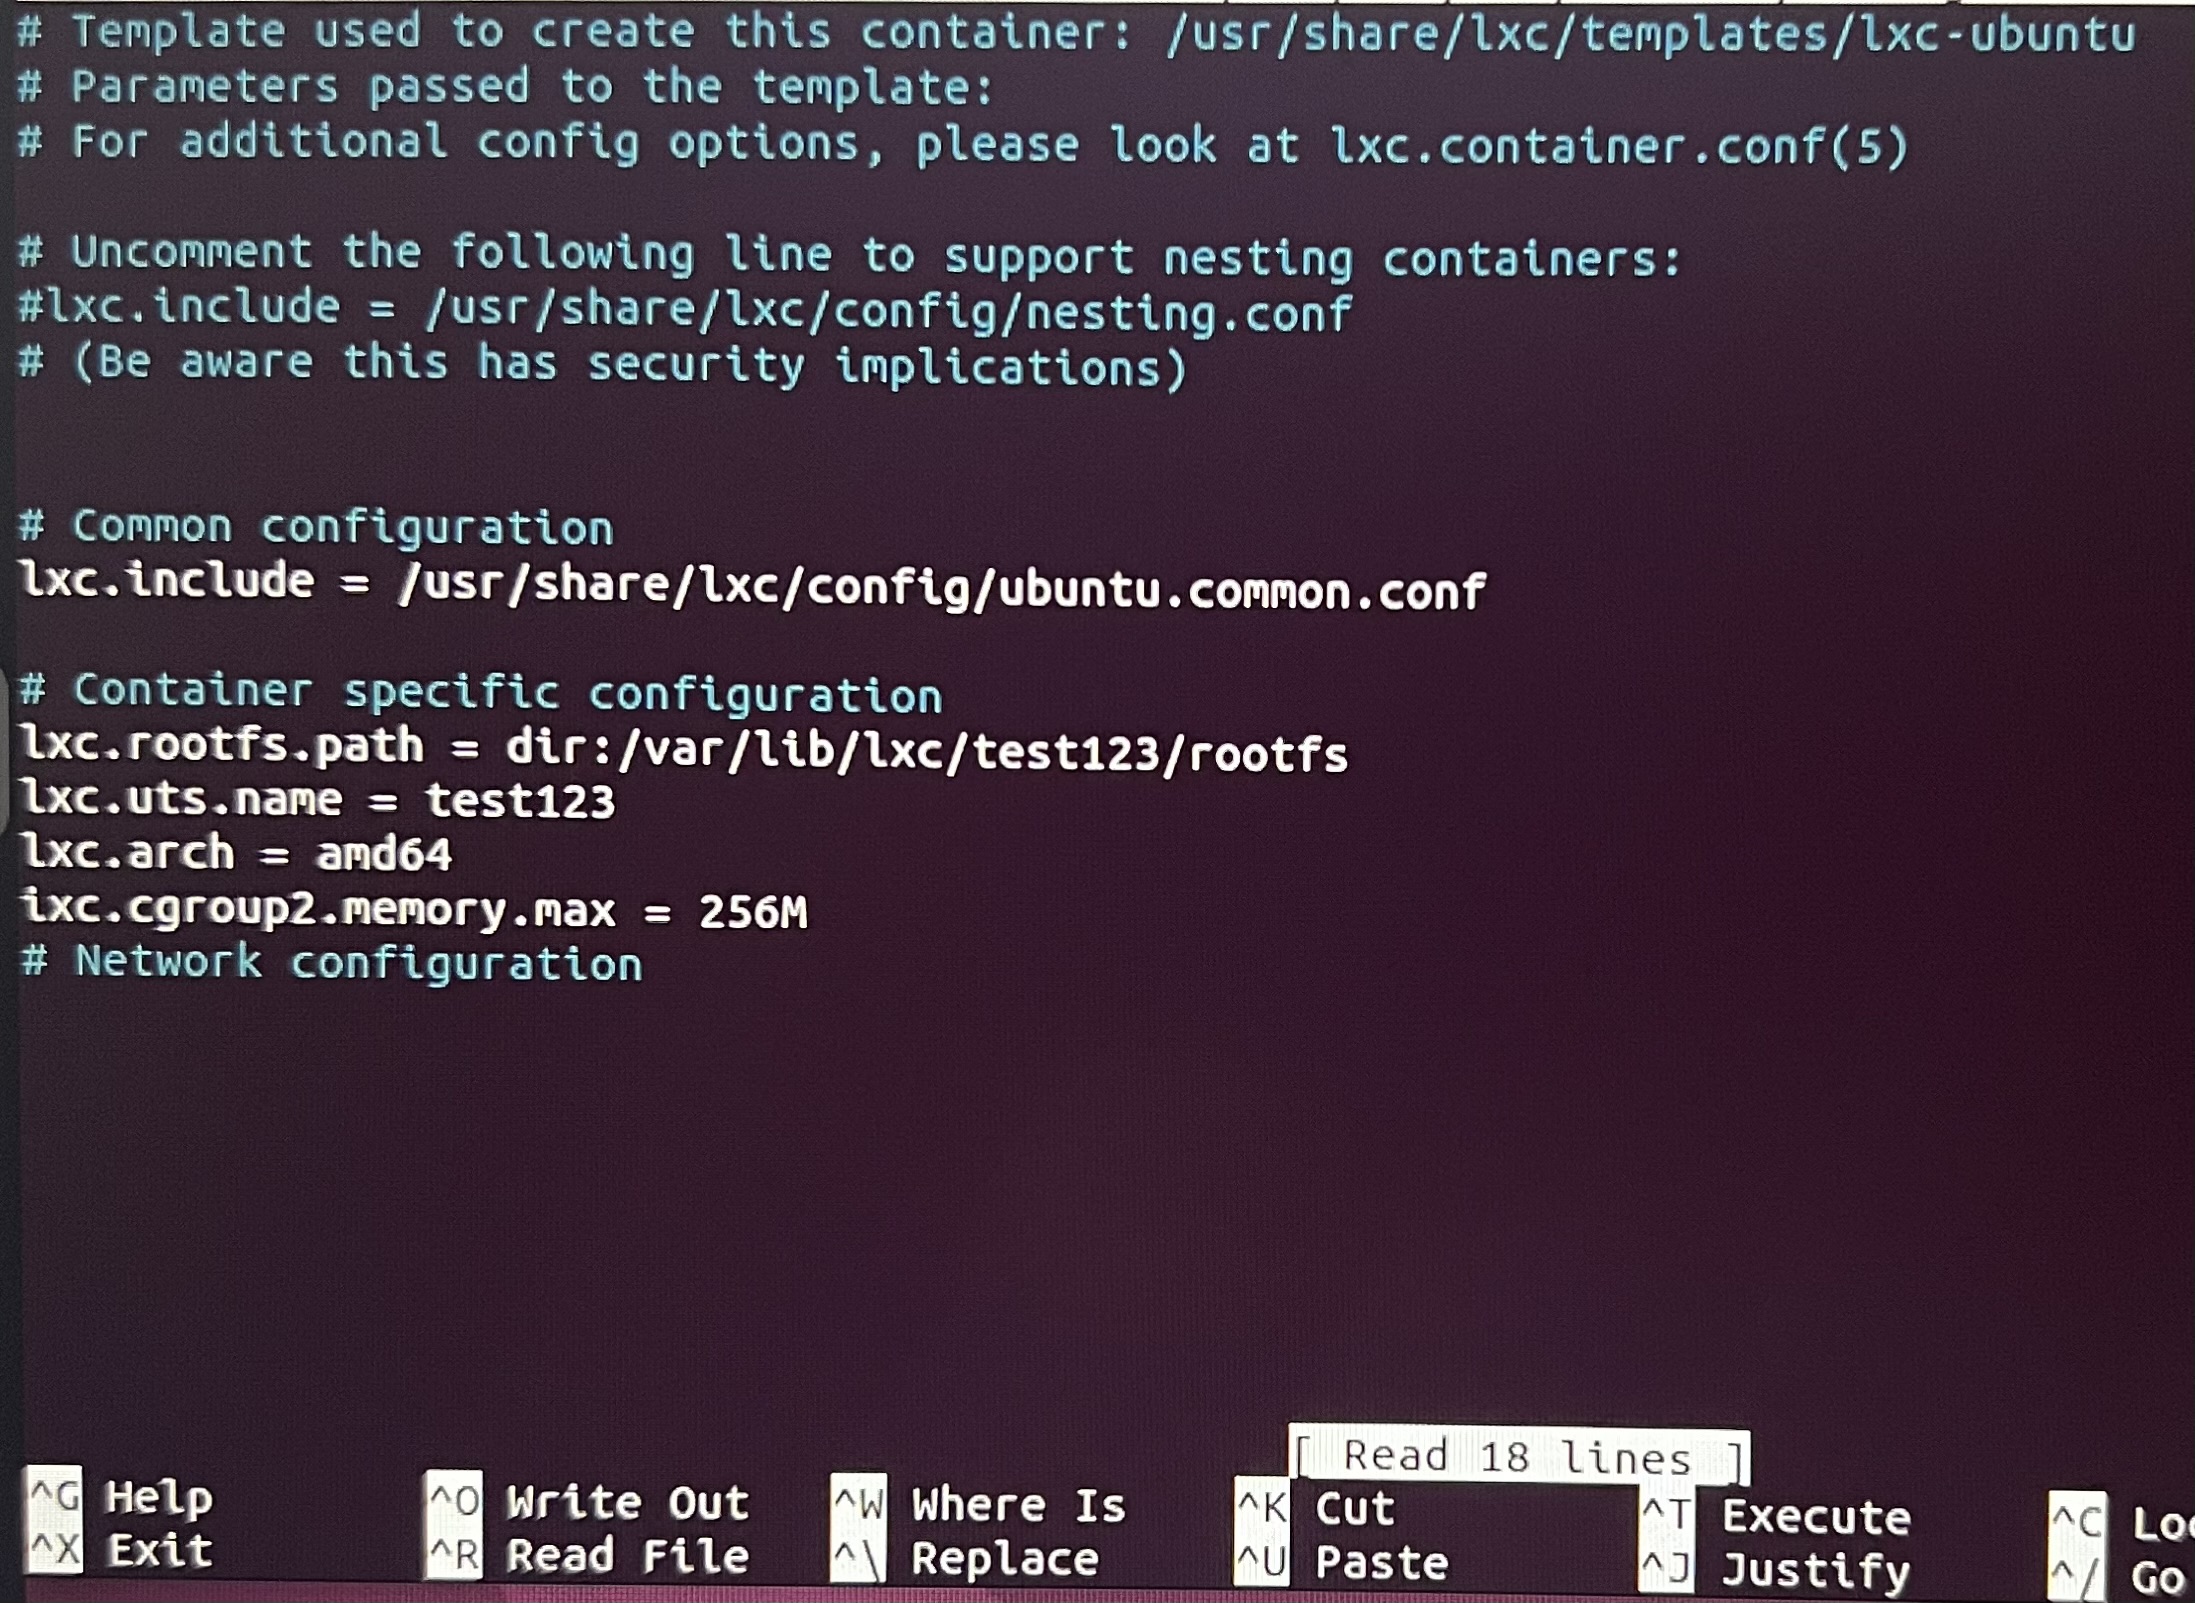 # Template used to create this container: /usr/share/lxc/templates/lxc-ubuntu
# Parameters passed to the template:
# For additional config options, please look at lxc.container.conf(5)
# Uncomment the following line to support nesting containers:
#lxc.include = /usr/share/lxc/config/nesting.conf
# (Be aware this has security implications)
# Common configuration
lxc.include = /usr/share/lxc/config/ubuntu.common.conf
# Container specific configuration
lxc.rootfs.path = dir:/var/lib/lxc/test123/rootfs
lxc.uts.name = test123
lxc.arch = amd64
ixc.cgroup2.memory.max = 256M
# Network configuration
[ Read 18 lines ]
^G Help ^O Write Out ^W Where Is ^K Cut ^T Execute ^C
^X Exit ^R Read File ^\ Replace ^U Paste ^J Justify ^/ Go